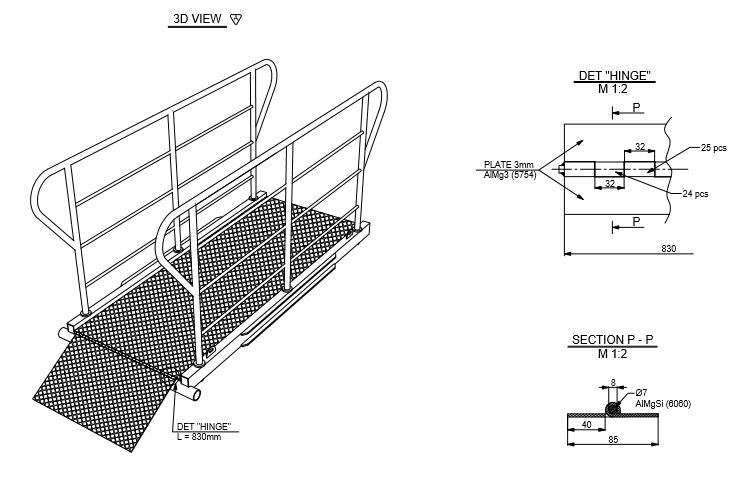 3D VIEW A
DET "HINGE"
M 1:2
P
32
25 pcs
PLATE 3mm
AlMg3 (5754)
32
24 pcs
P
830
SECTION P - P
M 1:2
8
Ø7
AlMgSi (6060)
40
85
DET "HINGE"
L = 830mm